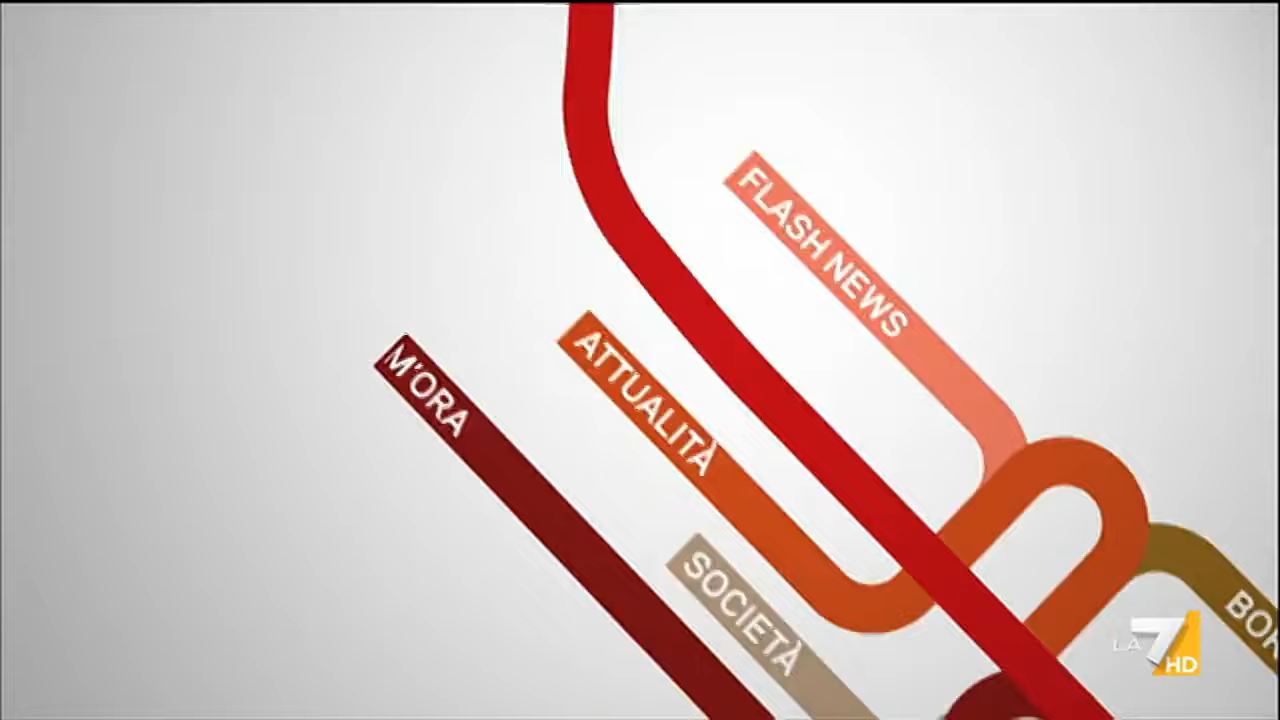 FLASH NEWS
ATTUALITÀ
M'ORA
SOCIETÀ
LA7
HD